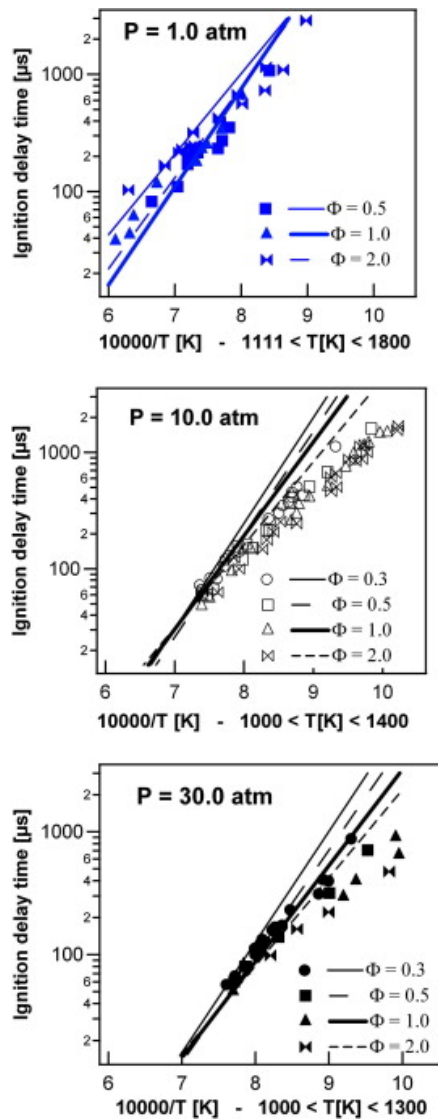 P = 1.0 atm
Ignition delay time [µs]
2
1000
6
4
2
100
6
4
2
Φ = 0.5
Φ = 1.0
Φ = 2.0
6 7 8 9 10
10000/T [K] - 1111 < T[K] < 1800
P = 10.0 atm
Ignition delay time [µs]
2
1000
6
4
2
100
6
4
2
Φ = 0.3
Φ = 0.5
Φ = 1.0
Φ = 2.0
6 7 8 9 10
10000/T [K] - 1000 < T[K] < 1400
P = 30.0 atm
Ignition delay time [µs]
2
1000
6
4
2
100
6
4
2
Φ = 0.3
Φ = 0.5
Φ = 1.0
Φ = 2.0
6 7 8 9 10
10000/T [K] - 1000 < T[K] < 1300